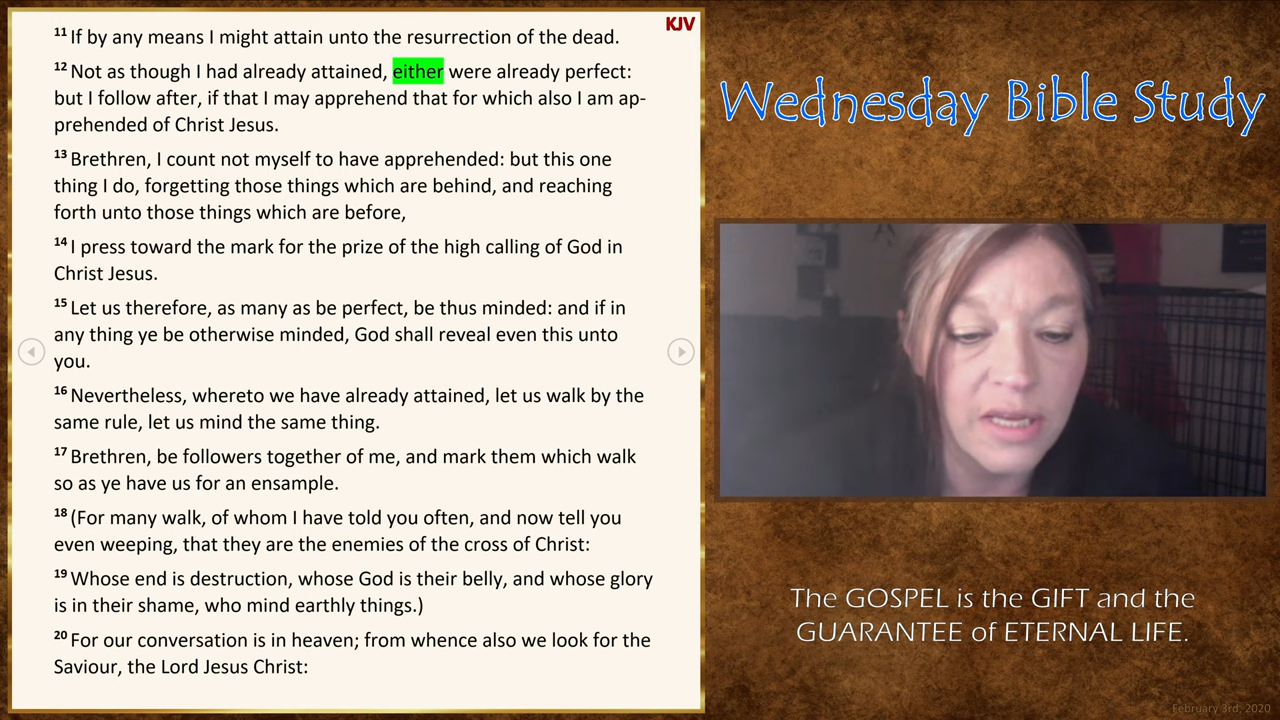 KJV
11 If by any means I might attain unto the resurrection of the dead.
12 Not as though I had already attained, either were already perfect:
but I follow after, if that I may apprehend that for which also I am ap-
prehended of Christ Jesus.
13 Brethren, I count not myself to have apprehended: but this one
thing I do, forgetting those things which are behind, and reaching
forth unto those things which are before,
14 I press toward the mark for the prize of the high calling of God in
Christ Jesus.
15 Let us therefore, as many as be perfect, be thus minded: and if in
any thing ye be otherwise minded, God shall reveal even this unto
you.
16 Nevertheless, whereto we have already attained, let us walk by the
same rule, let us mind the same thing.
17 Brethren, be followers together of me, and mark them which walk
so as ye have us for an ensample.
18 (For many walk, of whom I have told you often, and now tell you
even weeping, that they are the enemies of the cross of Christ:
19 Whose end is destruction, whose God is their belly, and whose glory
is in their shame, who mind earthly things.)
20 For our conversation is in heaven; from whence also we look for the
Saviour, the Lord Jesus Christ:
Wednesday Bible Study
The GOSPEL is the GIFT and the
GUARANTEE of ETERNAL LIFE.
February 3rd, 2020